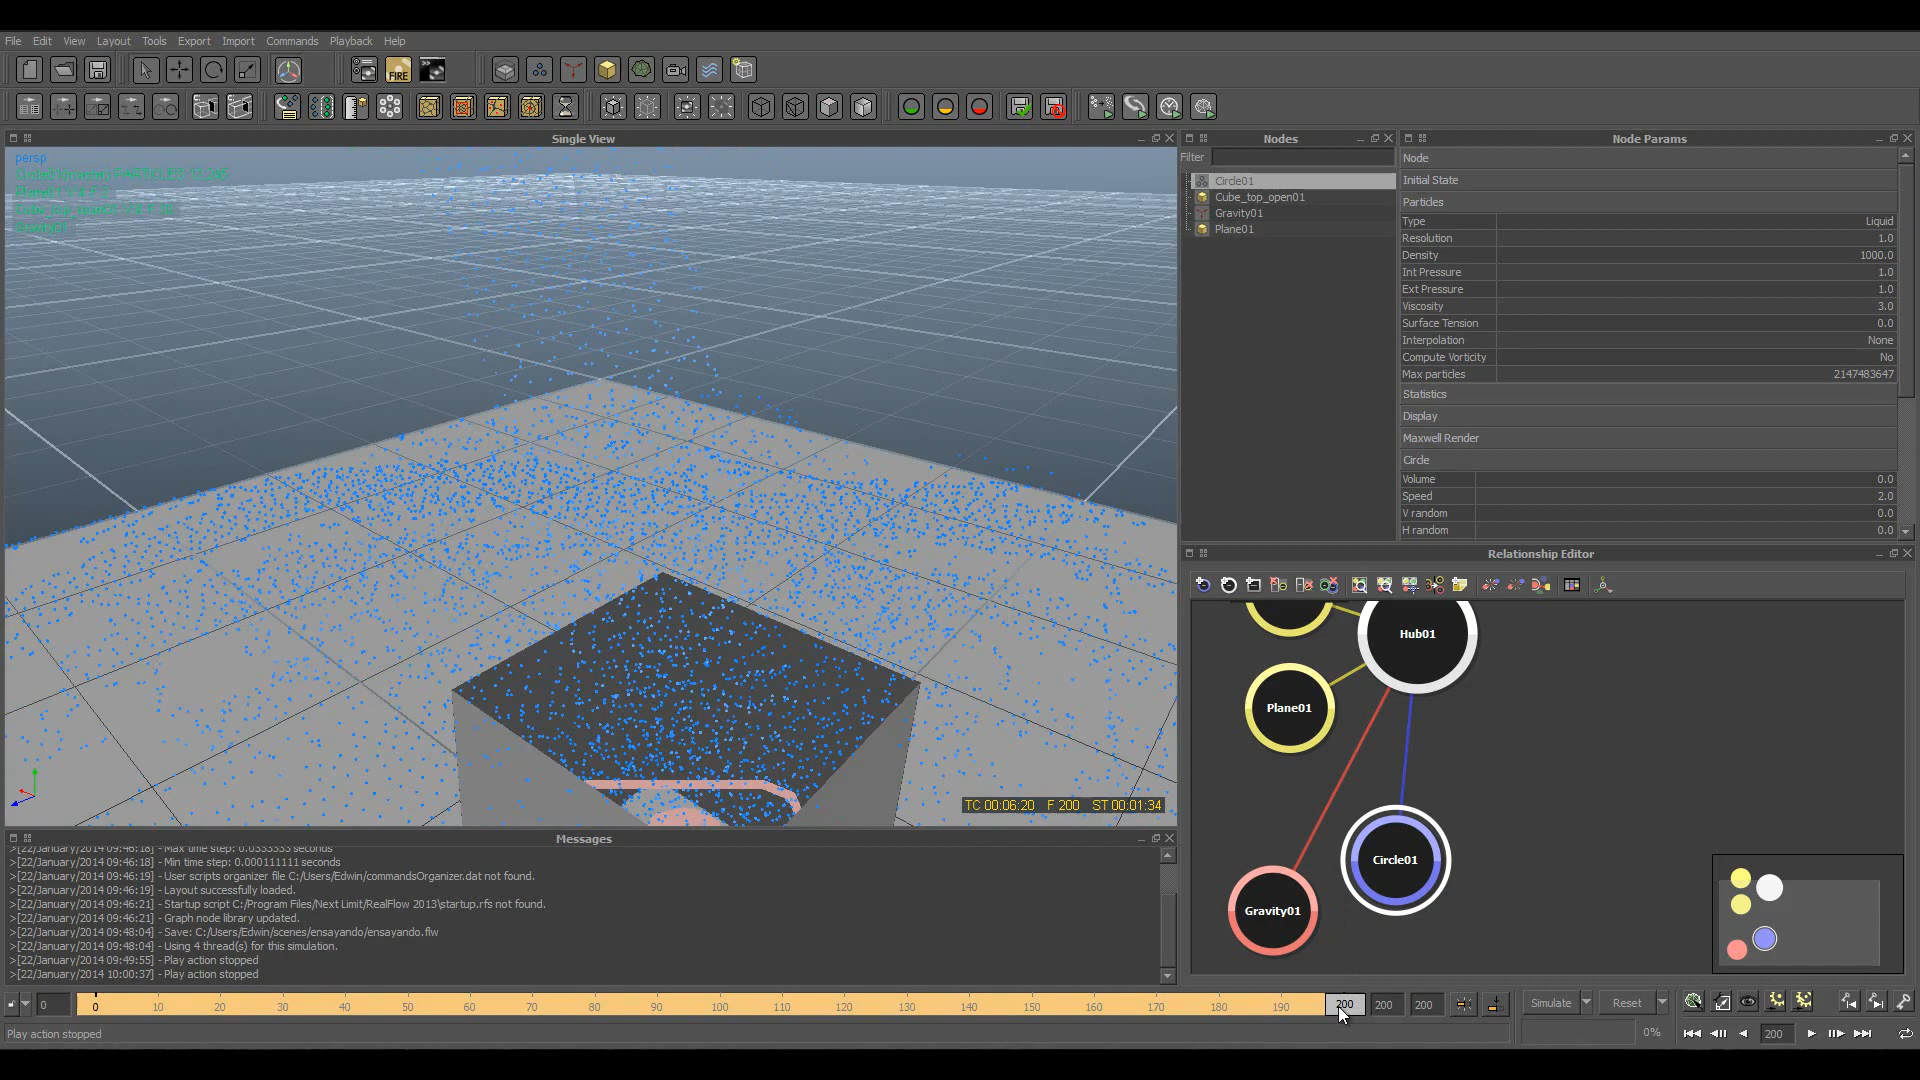 File Edit View Layout Tools Export Import Commands Playback Help
FIRE
Single View
persp
Gravity01
TC 00:06:20 F 200 ST 00:01:34
Nodes
Filter
Circle01
Cube_top_open01
Gravity01
Plane01
Node Params
Node
Initial State
Particles
Type Liquid
Resolution 1.0
Density 1000.0
Int Pressure 1.0
Ext Pressure 1.0
Viscosity 3.0
Surface Tension 0.0
Interpolation None
Compute Vorticity No
Max particles 2147483647
Statistics
Display
Maxwell Render
Circle
Volume 0.0
Speed 2.0
V random 0.0
H random 0.0
Relationship Editor
Hub01
Plane01
Circle01
Gravity01
Messages
>[22/January/2014 09:46:18] - Max time step: 0.0333333 seconds
>[22/January/2014 09:46:18] - Min time step: 0.000111111 seconds
>[22/January/2014 09:46:19] - User scripts organizer file C:/Users/Edwin/commandsOrganizer.dat not found.
>[22/January/2014 09:46:19] - Layout successfully loaded.
>[22/January/2014 09:46:21] - Startup script C:/Program Files/Next Limit/RealFlow 2013\startup.rfs not found.
>[22/January/2014 09:46:21] - Graph node library updated.
>[22/January/2014 09:48:04] - Save: C:/Users/Edwin/scenes/ensayando/ensayando.flw
>[22/January/2014 09:48:04] - Using 4 thread(s) for this simulation.
>[22/January/2014 09:49:55] - Play action stopped
>[22/January/2014 10:00:37] - Play action stopped
0 0 10 20 30 40 50 60 70 80 90 100 110 120 130 140 150 160 170 180 190 200 200 200
Simulate Reset
Play action stopped
0% 200